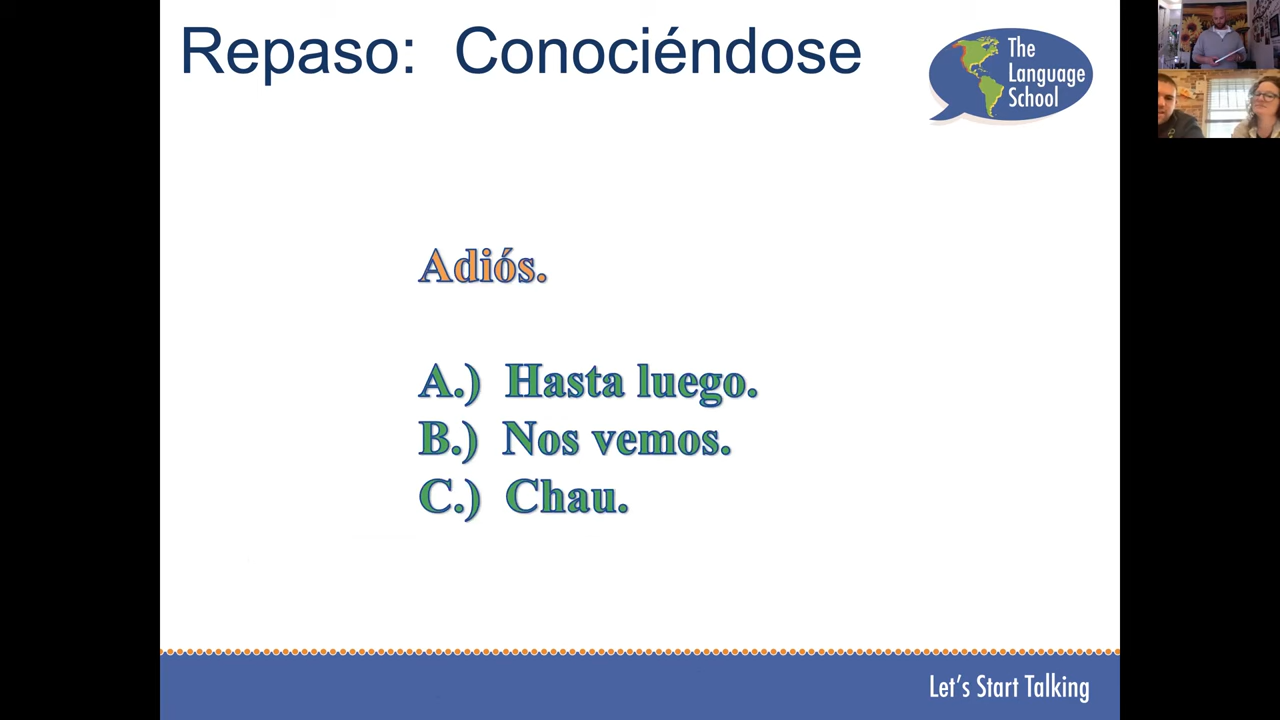 Repaso: Conociéndose
The
Language
School
Adiós.
A.) Hasta luego.
B.) Nos vemos.
C.) Chau.
Let's Start Talking